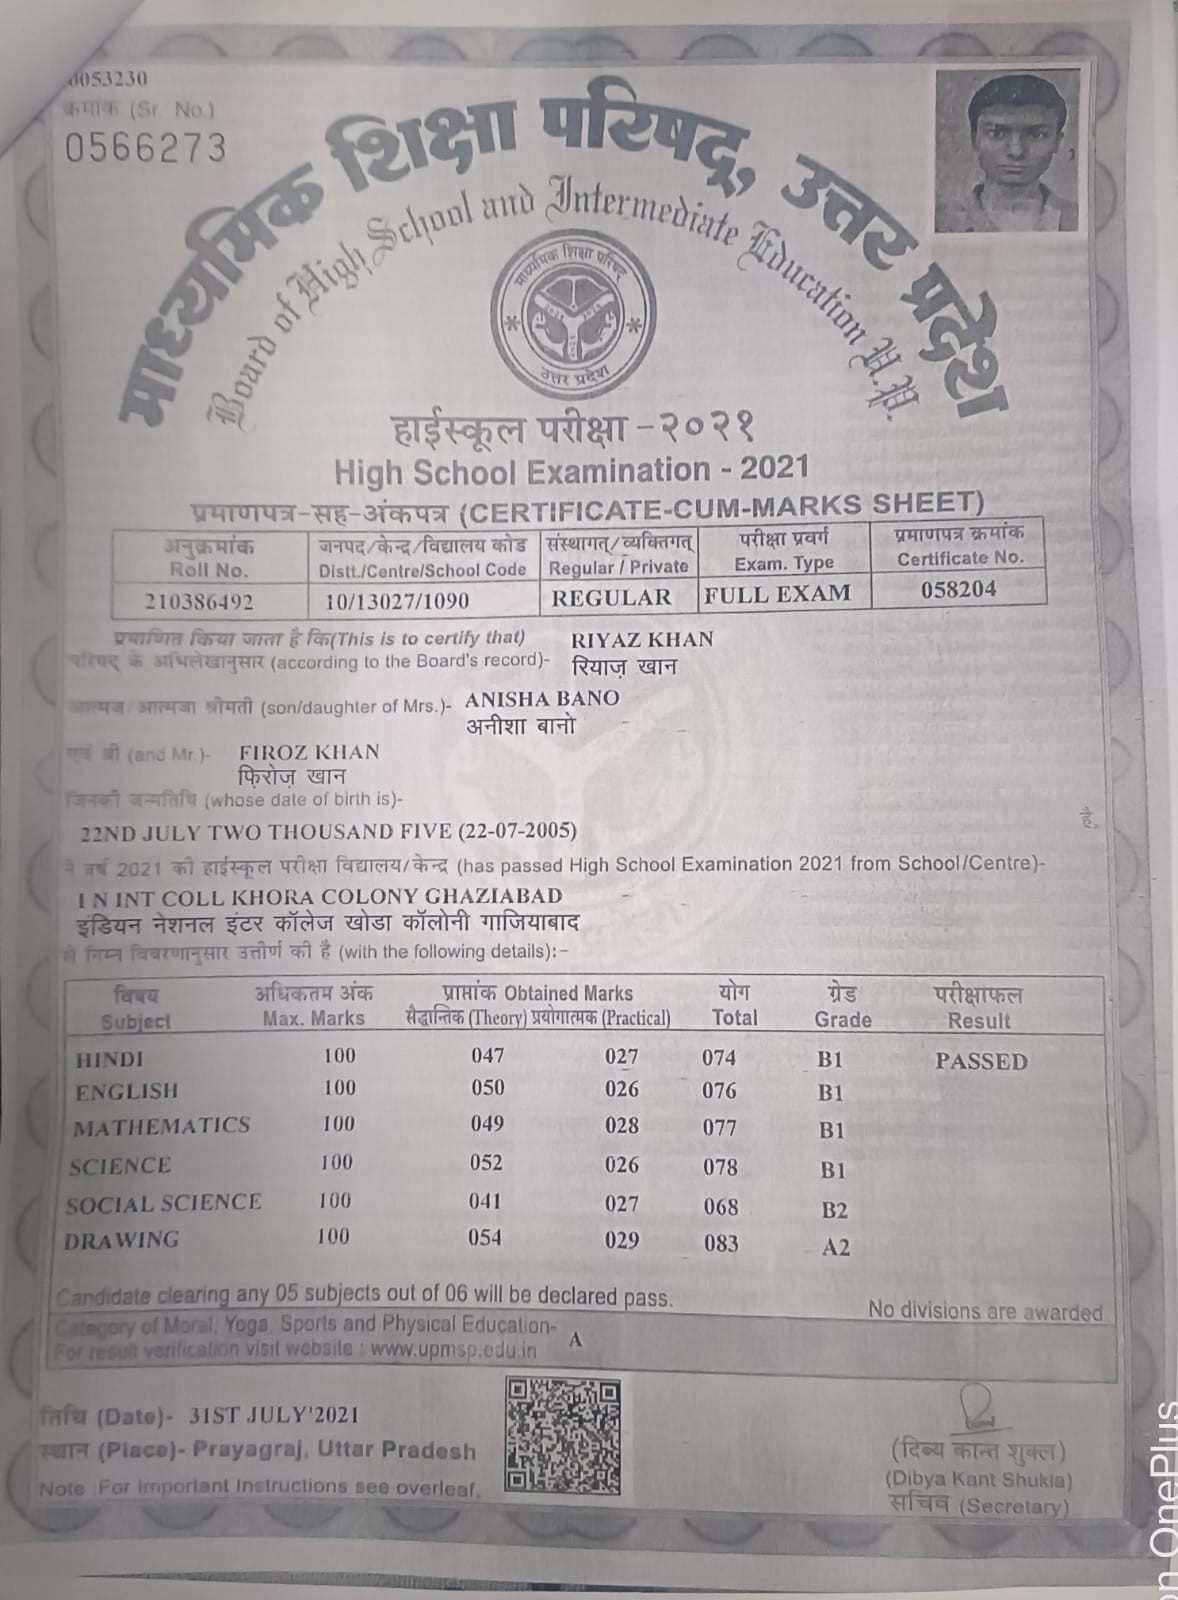 0053230
क्रमांक (Sr. No.)
0566273
माध्यमिक शिक्षा परिषद्, उत्तर प्रदेश
Board of High School and Intermediate Education U.P.
माध्यमिक शिक्षा परिषद्
उत्तर प्रदेश
हाईस्कूल परीक्षा -२०२१
High School Examination - 2021
प्रमाणपत्र-सह-अंकपत्र (CERTIFICATE-CUM-MARKS SHEET)
अनुक्रमांक जनपद/केन्द्र/विद्यालय कोड संस्थागत्/व्यक्तिगत् परीक्षा प्रवर्ग प्रमाणपत्र क्रमांक
Roll No. Distt./Centre/School Code Regular / Private Exam. Type Certificate No.
210386492 10/13027/1090 REGULAR FULL EXAM 058204
प्रमाणित किया जाता है कि(This is to certify that) RIYAZ KHAN
परिषद् के अभिलेखानुसार (according to the Board's record)- रियाज़ खान
आत्मज/आत्मजा श्रीमती (son/daughter of Mrs.)- ANISHA BANO
अनीशा बानो
एवं श्री (and Mr.)- FIROZ KHAN
फ़िरोज़ खान
जिनकी जन्मतिथि (whose date of birth is)-
है,
22ND JULY TWO THOUSAND FIVE (22-07-2005)
ने वर्ष 2021 की हाईस्कूल परीक्षा विद्यालय/केन्द्र (has passed High School Examination 2021 from School/Centre)-
I N INT COLL KHORA COLONY GHAZIABAD
इंडियन नेशनल इंटर कॉलेज खोडा कॉलोनी गाजियाबाद
से निम्न विवरणानुसार उत्तीर्ण की है (with the following details):-
विषय अधिकतम अंक प्राप्तांक Obtained Marks योग ग्रेड परीक्षाफल
Subject Max. Marks सैद्धान्तिक (Theory) प्रयोगात्मक (Practical) Total Grade Result
HINDI 100 047 027 074 B1 PASSED
ENGLISH 100 050 026 076 B1
MATHEMATICS 100 049 028 077 B1
SCIENCE 100 052 026 078 B1
SOCIAL SCIENCE 100 041 027 068 B2
DRAWING 100 054 029 083 A2
Candidate clearing any 05 subjects out of 06 will be declared pass.
No divisions are awarded
Category of Moral, Yoga, Sports and Physical Education- A
For result verification visit website : www.upmsp.edu.in
तिथि (Date)- 31ST JULY'2021
स्थान (Place)- Prayagraj, Uttar Pradesh
Note :For Important Instructions see overleaf.
(दिब्य कान्त शुक्ल)
(Dibya Kant Shukla)
सचिव (Secretary)
on OnePlus